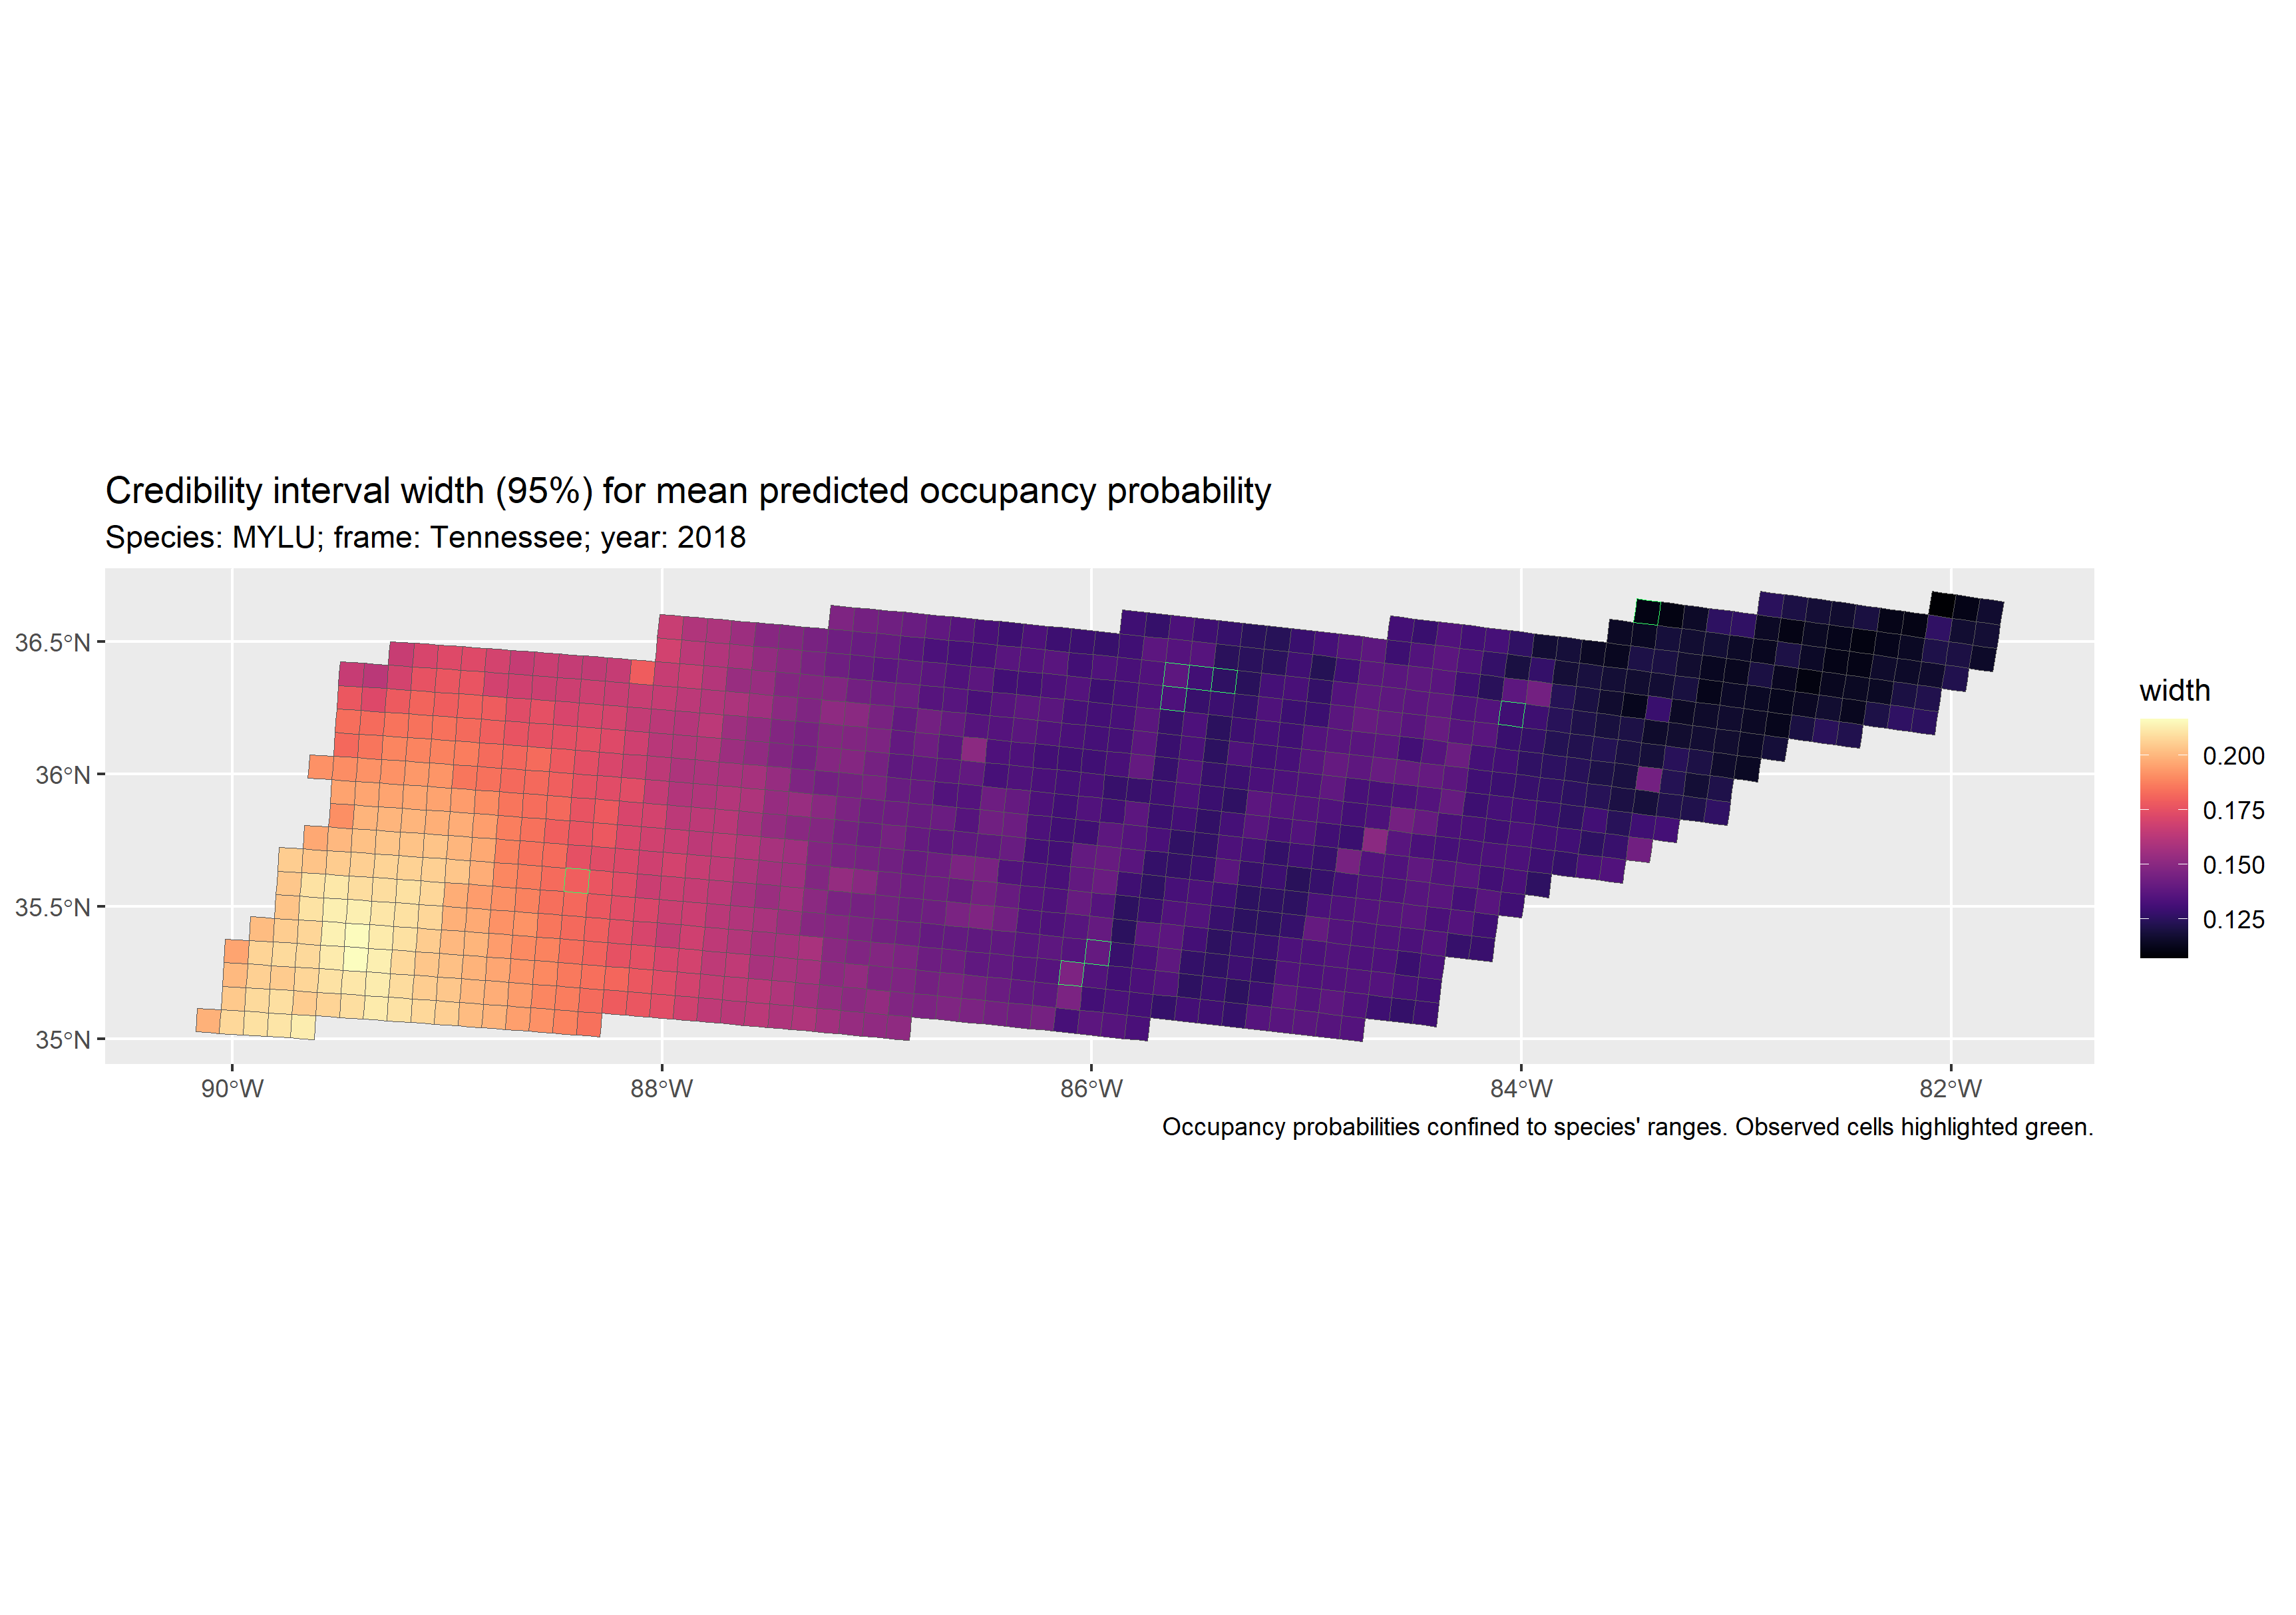 Credibility interval width (95%) for mean predicted occupancy probability
Species: MYLU; frame: Tennessee; year: 2018
36.5°N
36°N
35.5°N
35°N
90°W
88°W
86°W
84°W
82°W
width
0.200
0.175
0.150
0.125
Occupancy probabilities confined to species' ranges. Observed cells highlighted green.